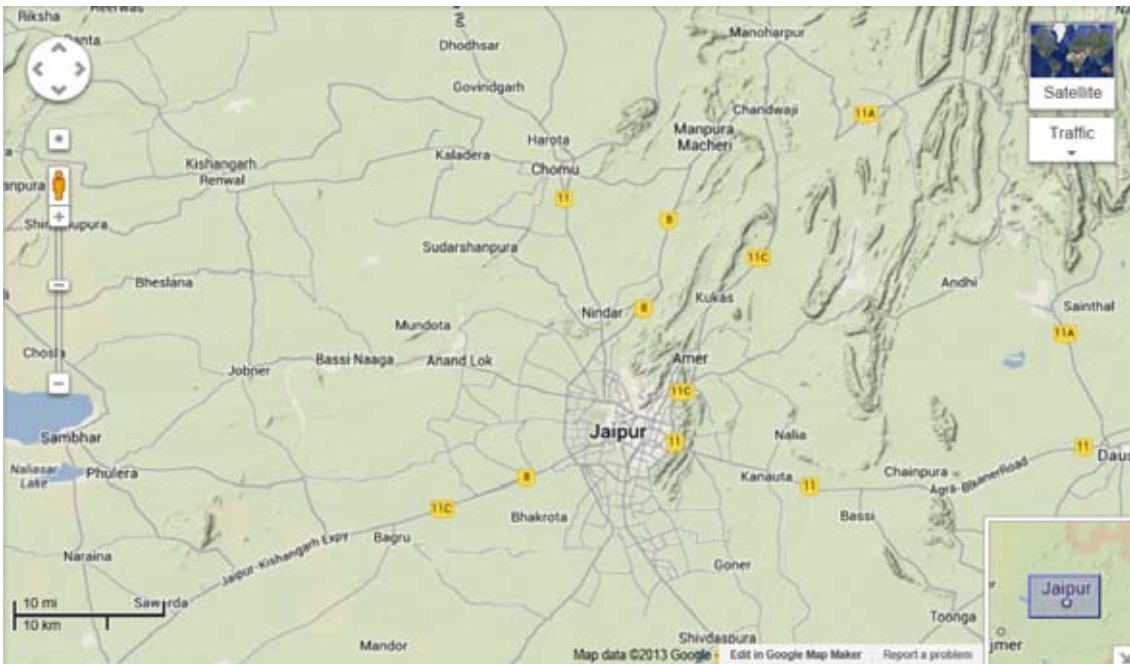 Riksha
Dhodhsar
Manoharpur
Satellite
Govindgarh
Chandwaji
11A
Traffic
Harota
Manpura
Macheri
Kaladera
Chomu
Kishangarh
Renwal
11
8
Sudarshanpura
11C
Bheslana
Andhi
Kukas
Nindar
8
Sainthal
Mundota
11A
Bassi Naaga
Anand Lok
Amer
Jobner
11C
Jaipur
Sambhar
Nalia
11
11
Phulera
8
Kanauta
Chainpura
Naliasar
Lake
11
Agra-Bikaner Road
11C
Bhakrota
Bassi
Bagru
Naraina
Jaipur-Kishangarh Expy
Goner
Jaipur
10 mi
10 km
Toonga
Mandor
Shivdaspura
Map data ©2013 Google
Edit in Google Map Maker
Report a problem